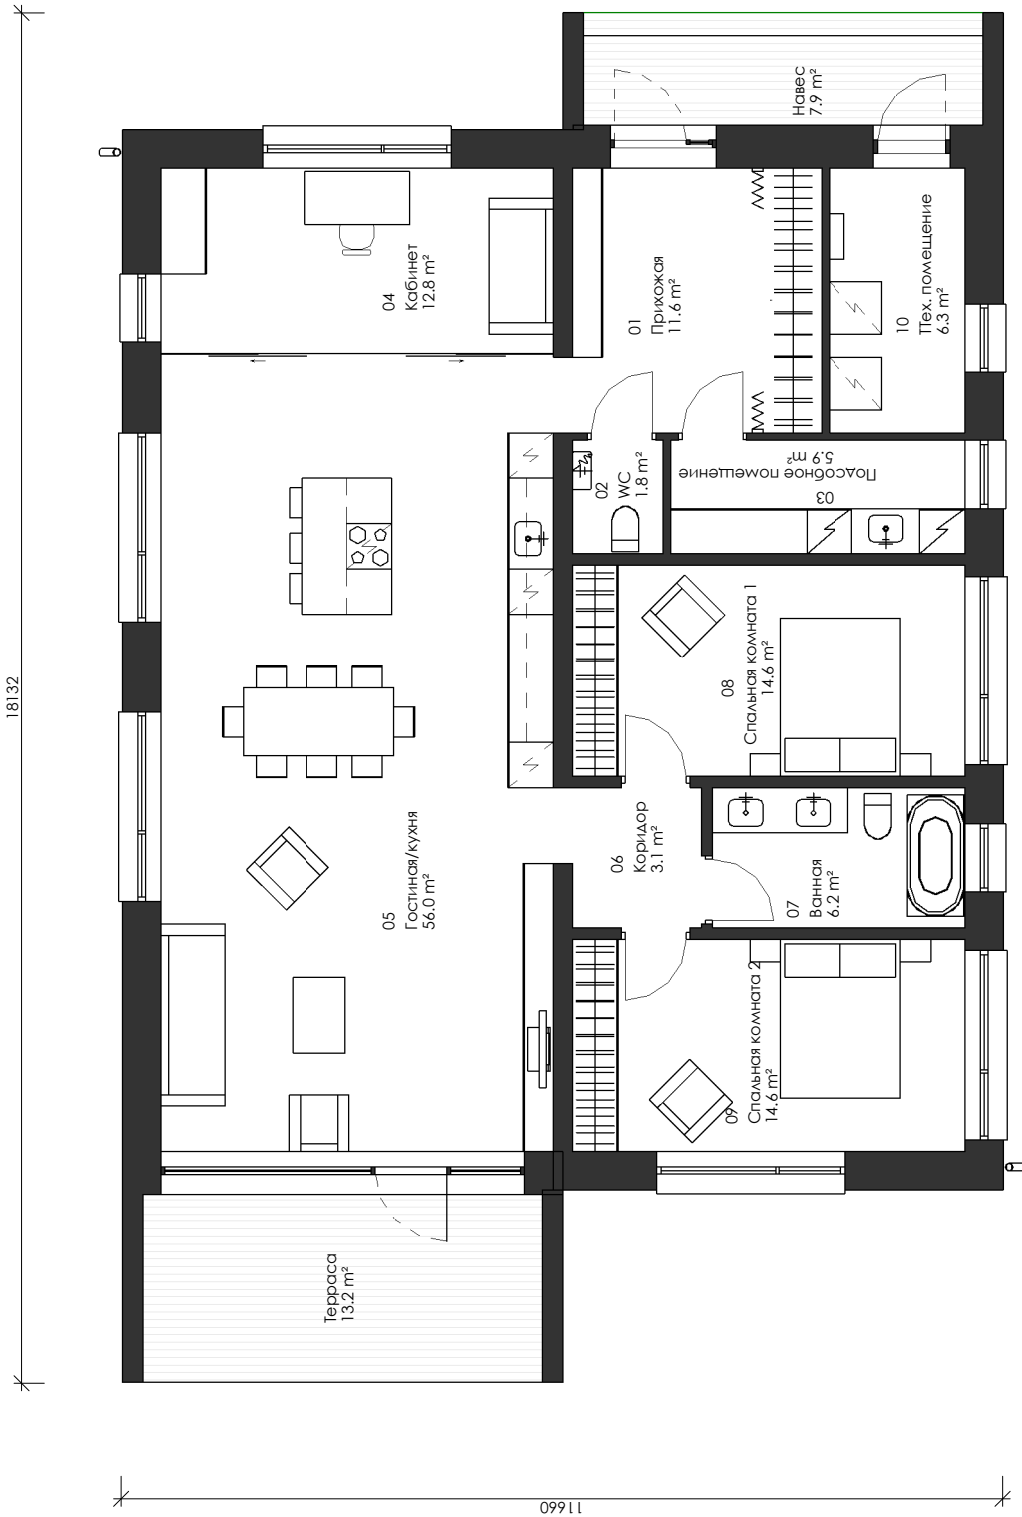 Навес
7.9 m²
04
Кабинет
12.8 m²
01
Прихожая
11.6 m²
10
ТТех. помещение
6.3 m²
02
WC
1.8 m²
03
Подсобное помещение
5.9 m²
08
Спальная комната 1
14.6 m²
05
Гостиная/кухня
56.0 m²
06
Коридор
3.1 m²
07
Ванная
6.2 m²
09
Спальная комната 2
14.6 m²
Терраса
13.2 m²
18132
11660